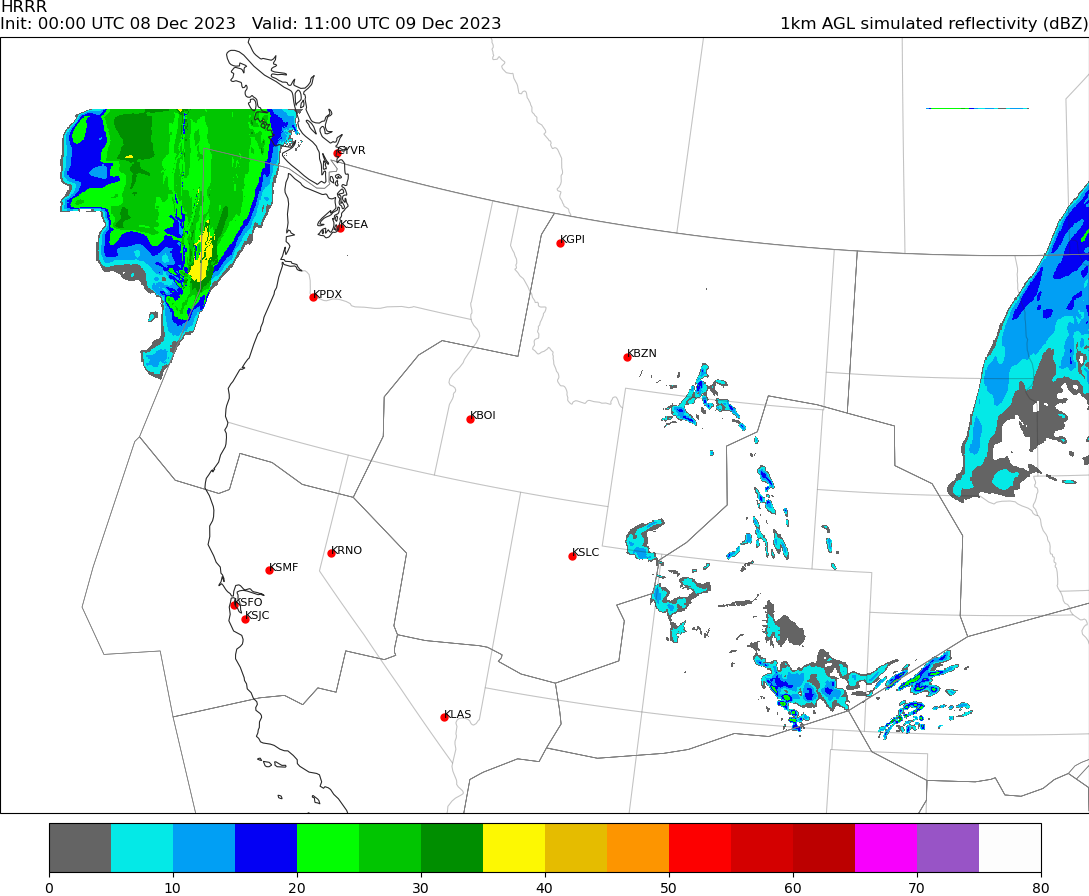 HRRR
Init: 00:00 UTC 08 Dec 2023   Valid: 11:00 UTC 09 Dec 2023   1km AGL simulated reflectivity (dBZ)
CYVR
KSEA
KGPI
KPDX
KBZN
KBOI
KRNO
KSLC
KSMF
KSFO
KSJC
KLAS
0 10 20 30 40 50 60 70 80